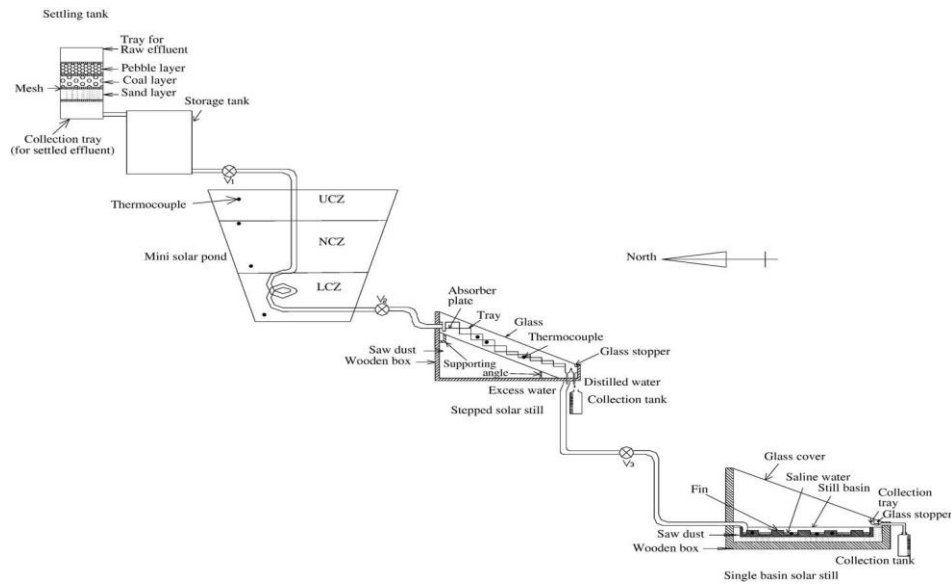 Settling tank
Tray for
Raw effluent
Pebble layer
Coal layer
Mesh
Sand layer
Storage tank
Collection tray
(for settled effluent)
V1
Thermocouple
UCZ
NCZ
Mini solar pond
LCZ
North
V2
Absorber
plate
Tray
Glass
Thermocouple
Glass stopper
Saw dust
Wooden box
Supporting
angle
Excess water
Distilled water
Collection tank
Stepped solar still
V3
Glass cover
Saline water
Fin
Still basin
Collection
tray
Glass stopper
Saw dust
Wooden box
Collection tank
Single basin solar still